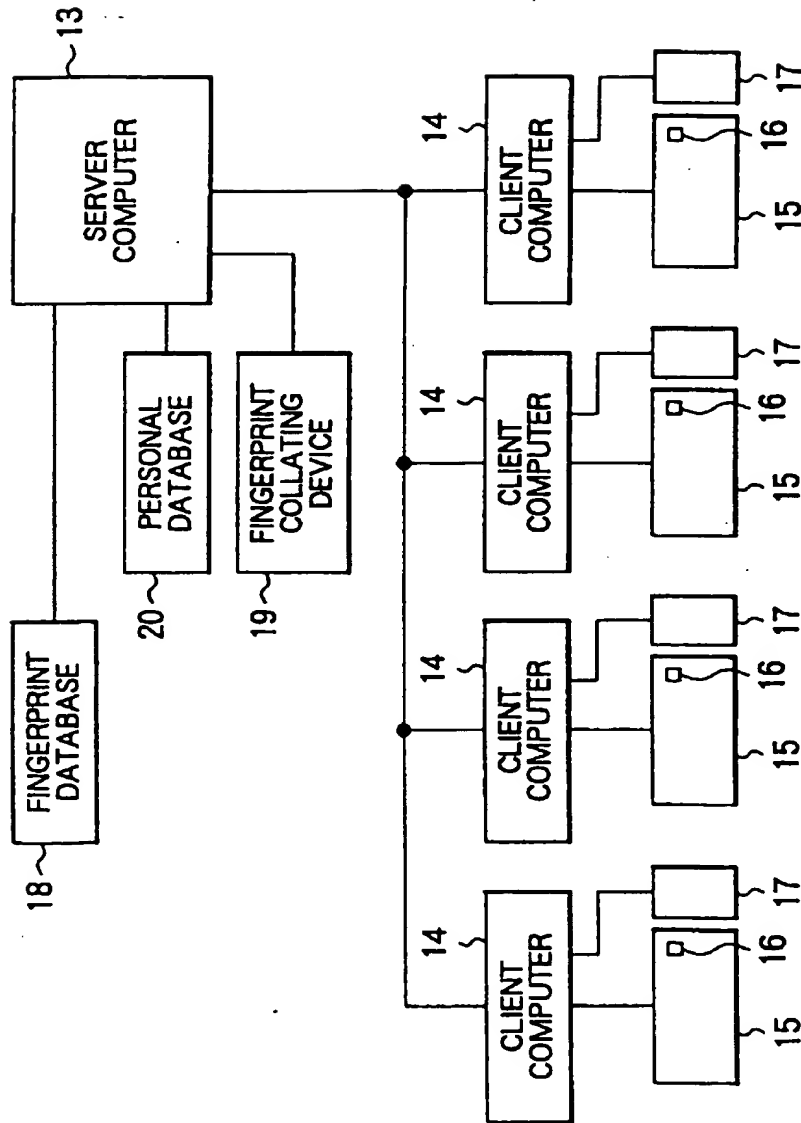 13
SERVER
COMPUTER
FINGERPRINT
DATABASE
18
PERSONAL
DATABASE
20
FINGERPRINT
COLLATING
DEVICE
19
14
CLIENT
COMPUTER
14
CLIENT
COMPUTER
14
CLIENT
COMPUTER
14
CLIENT
COMPUTER
15
16
17
15
16
17
15
16
17
15
16
17